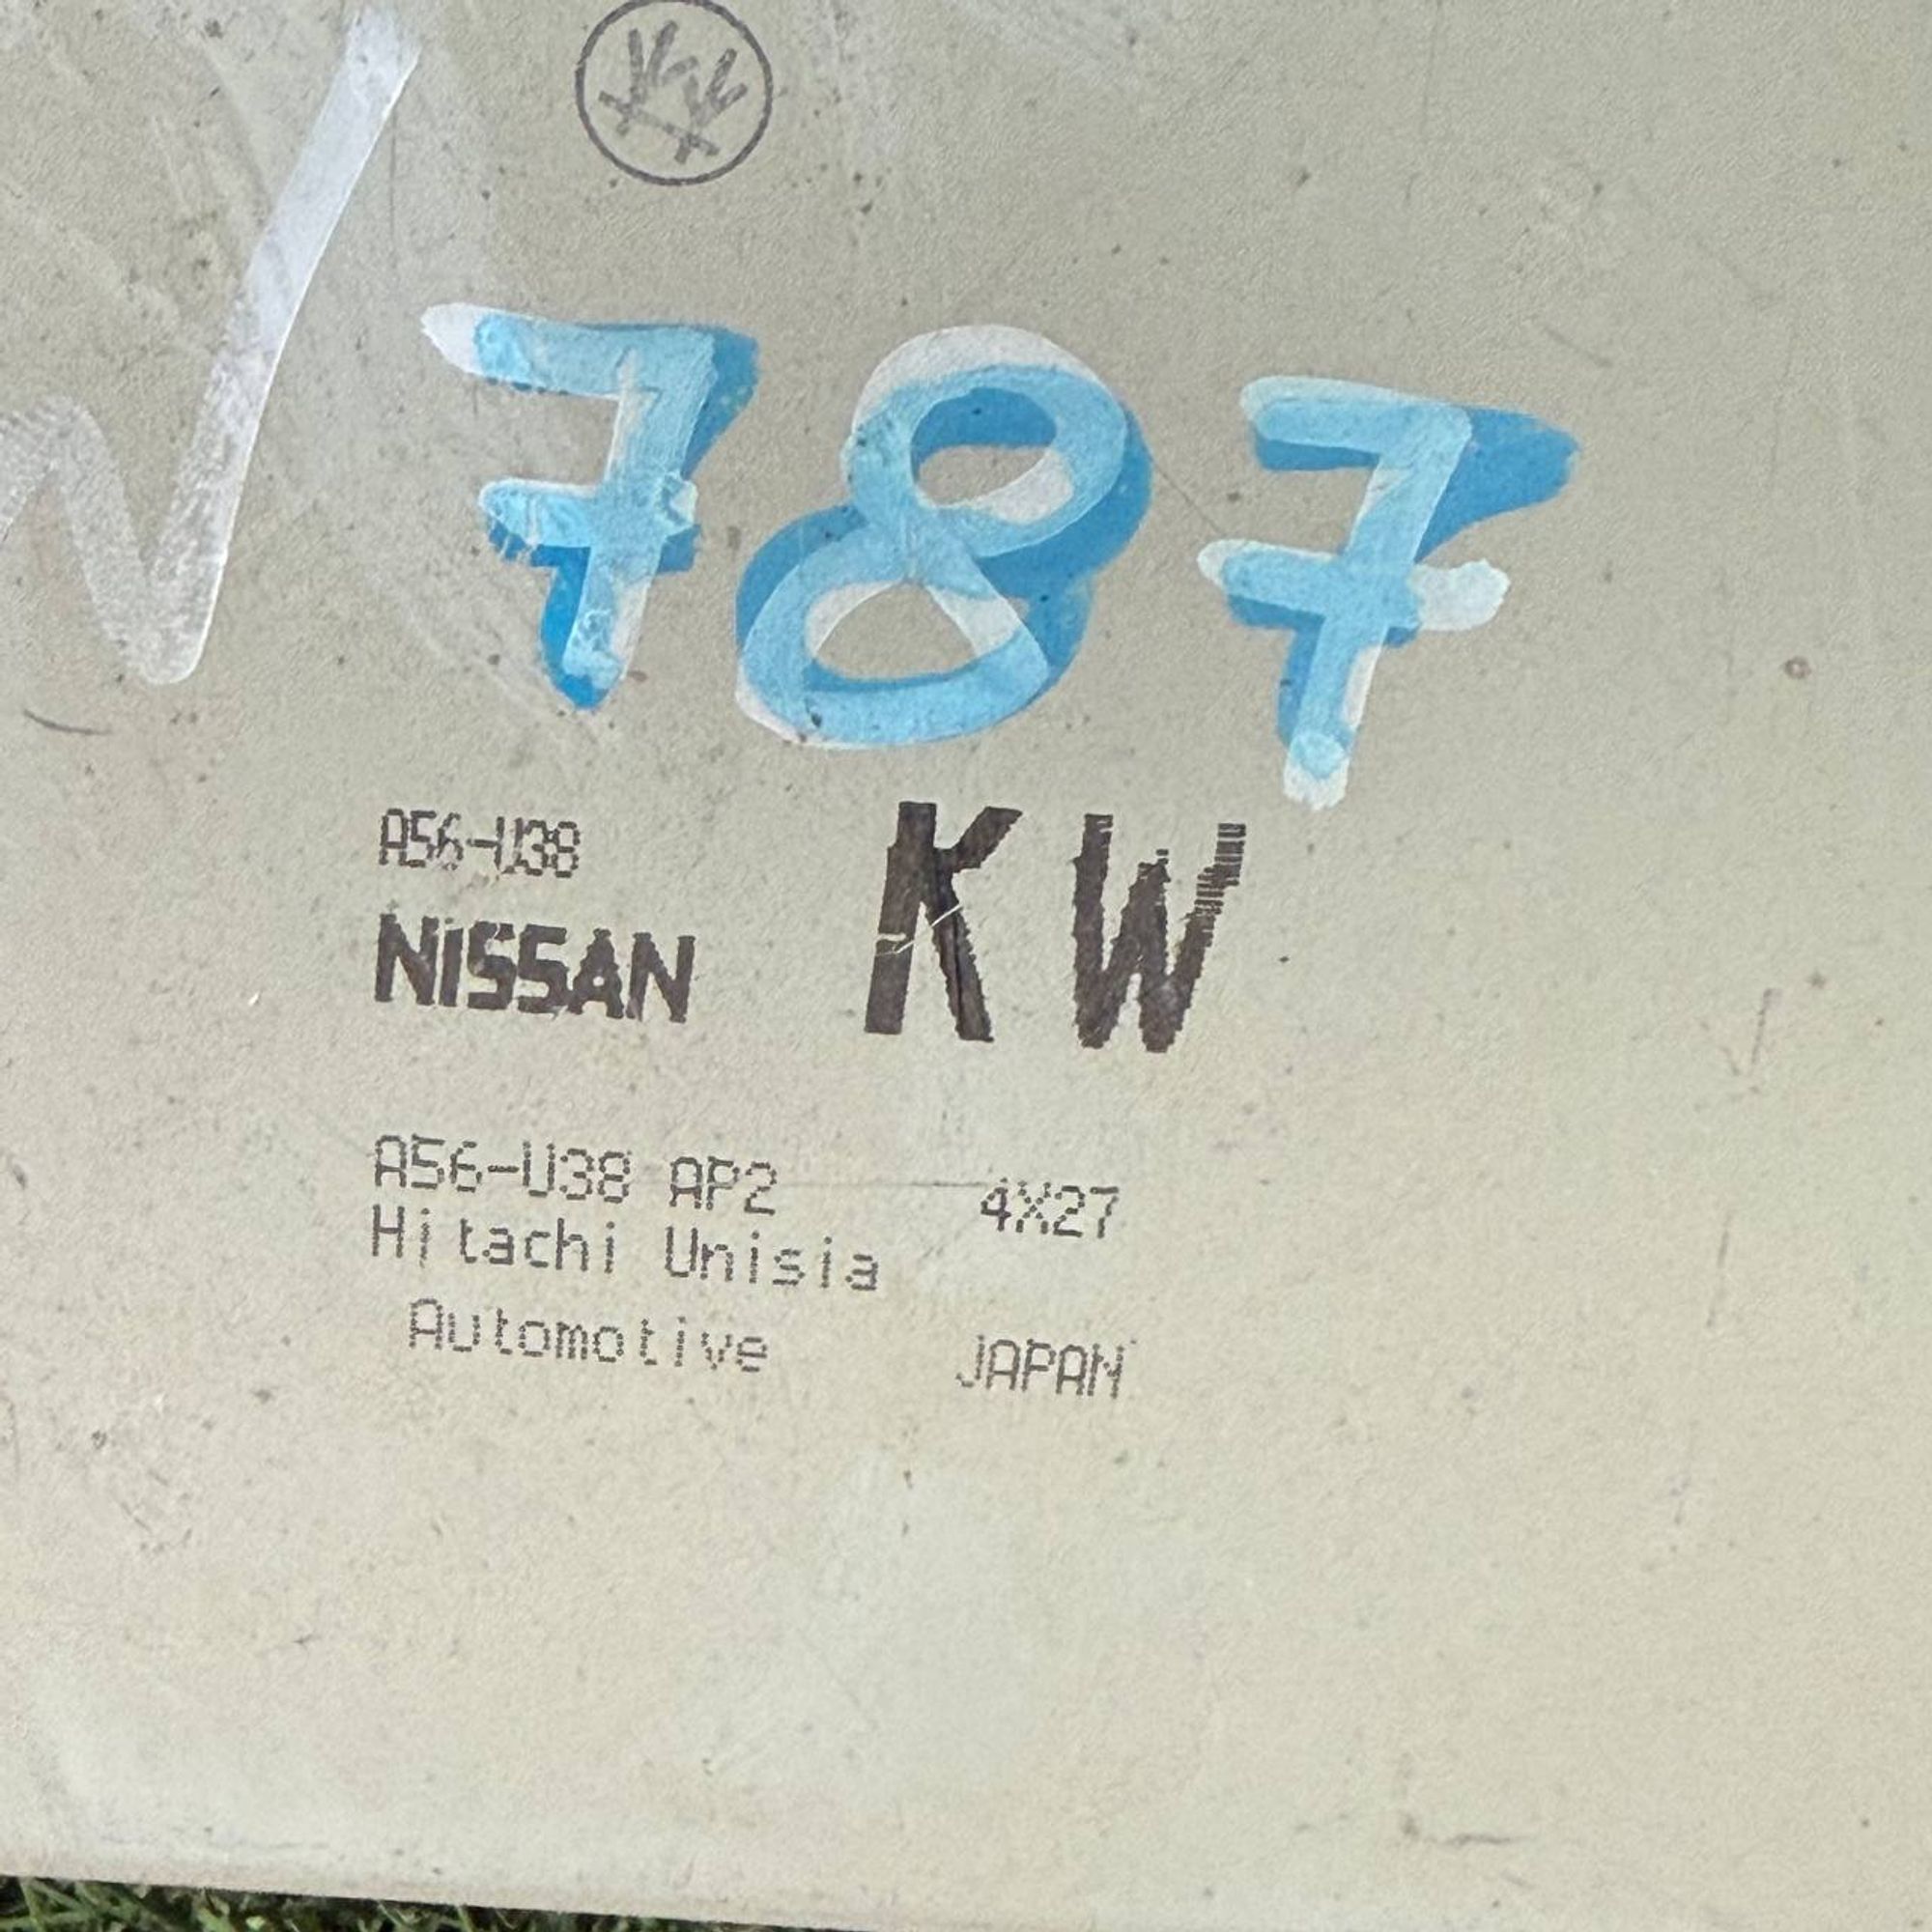 787
A56-U38
NISSAN KW
A56-U38 AP2 4X27
Hitachi Unisia
Automotive JAPAN